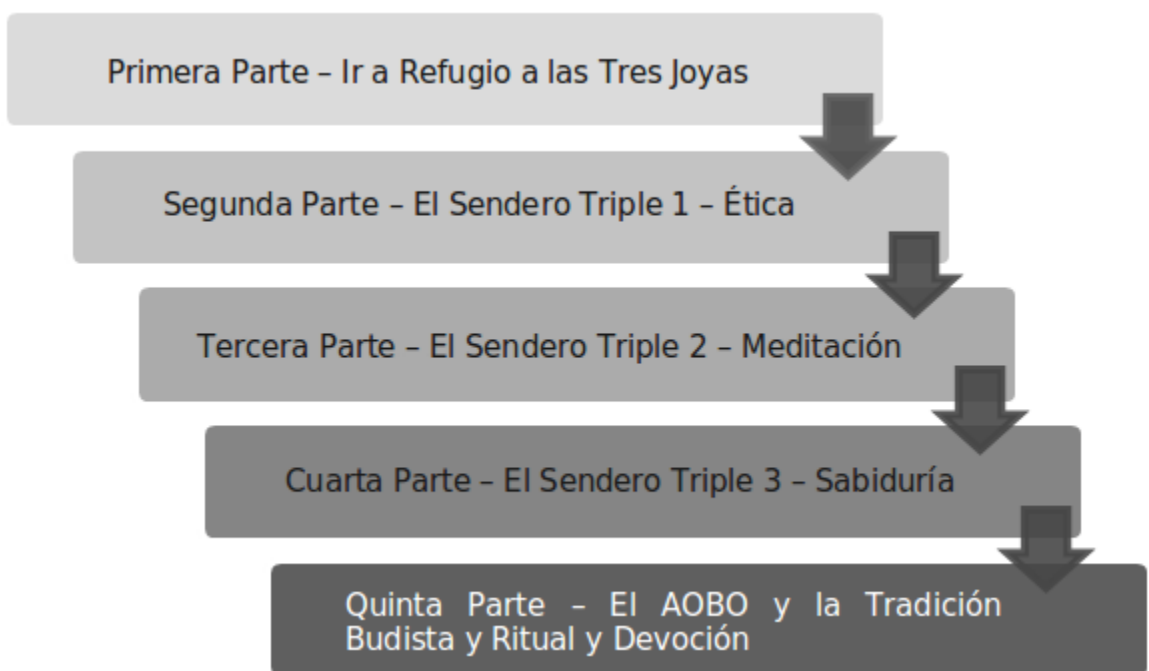 Primera Parte – Ir a Refugio a las Tres Joyas
Segunda Parte – El Sendero Triple 1 – Ética
Tercera Parte – El Sendero Triple 2 – Meditación
Cuarta Parte – El Sendero Triple 3 – Sabiduría
Quinta Parte – El AOBO y la Tradición
Budista y Ritual y Devoción